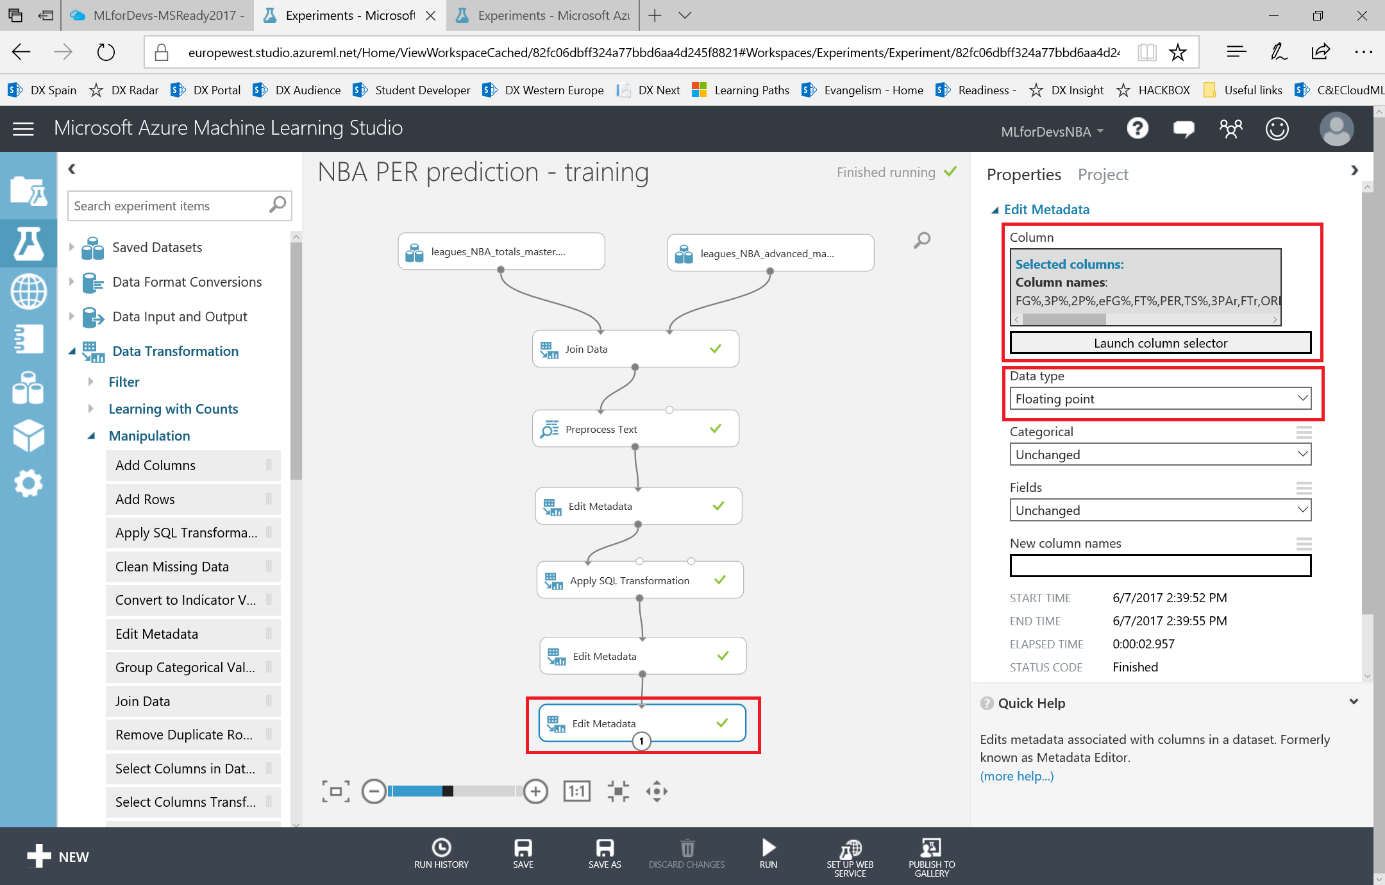 MLforDevs-MSReady2017 -
Experiments - Microsoft
Experiments - Microsoft Azu
europewest.studio.azureml.net/Home/ViewWorkspaceCached/82fc06dbff324a77bbd6aa4d245f8821#Workspaces/Experiments/Experiment/82fc06dbff324a77bbd6aa4d24
DX Spain
DX Radar
DX Portal
DX Audience
Student Developer
DX Western Europe
DX Next
Learning Paths
Evangelism - Home
Readiness -
DX Insight
HACKBOX
Useful links
C&ECloudML
Microsoft Azure Machine Learning Studio
MLforDevsNBA
Search experiment items
Saved Datasets
Data Format Conversions
Data Input and Output
Data Transformation
Filter
Learning with Counts
Manipulation
Add Columns
Add Rows
Apply SQL Transforma...
Clean Missing Data
Convert to Indicator V...
Edit Metadata
Group Categorical Val...
Join Data
Remove Duplicate Ro...
Select Columns in Dat...
Select Columns Transf...
NBA PER prediction - training
Finished running
leagues_NBA_totals_master....
leagues_NBA_advanced_ma...
Join Data
Preprocess Text
Edit Metadata
Apply SQL Transformation
Edit Metadata
Edit Metadata
1
1:1
Properties
Project
Edit Metadata
Column
Selected columns:
Column names:
FG%,3P%,2P%,eFG%,FT%,PER,TS%,3PAr,FTr,ORI
Launch column selector
Data type
Floating point
Categorical
Unchanged
Fields
Unchanged
New column names
START TIME 6/7/2017 2:39:52 PM
END TIME 6/7/2017 2:39:55 PM
ELAPSED TIME 0:00:02.957
STATUS CODE Finished
? Quick Help
Edits metadata associated with columns in a dataset. Formerly
known as Metadata Editor.
(more help...)
NEW
RUN HISTORY
SAVE
SAVE AS
DISCARD CHANGES
RUN
SET UP WEB
SERVICE
PUBLISH TO
GALLERY